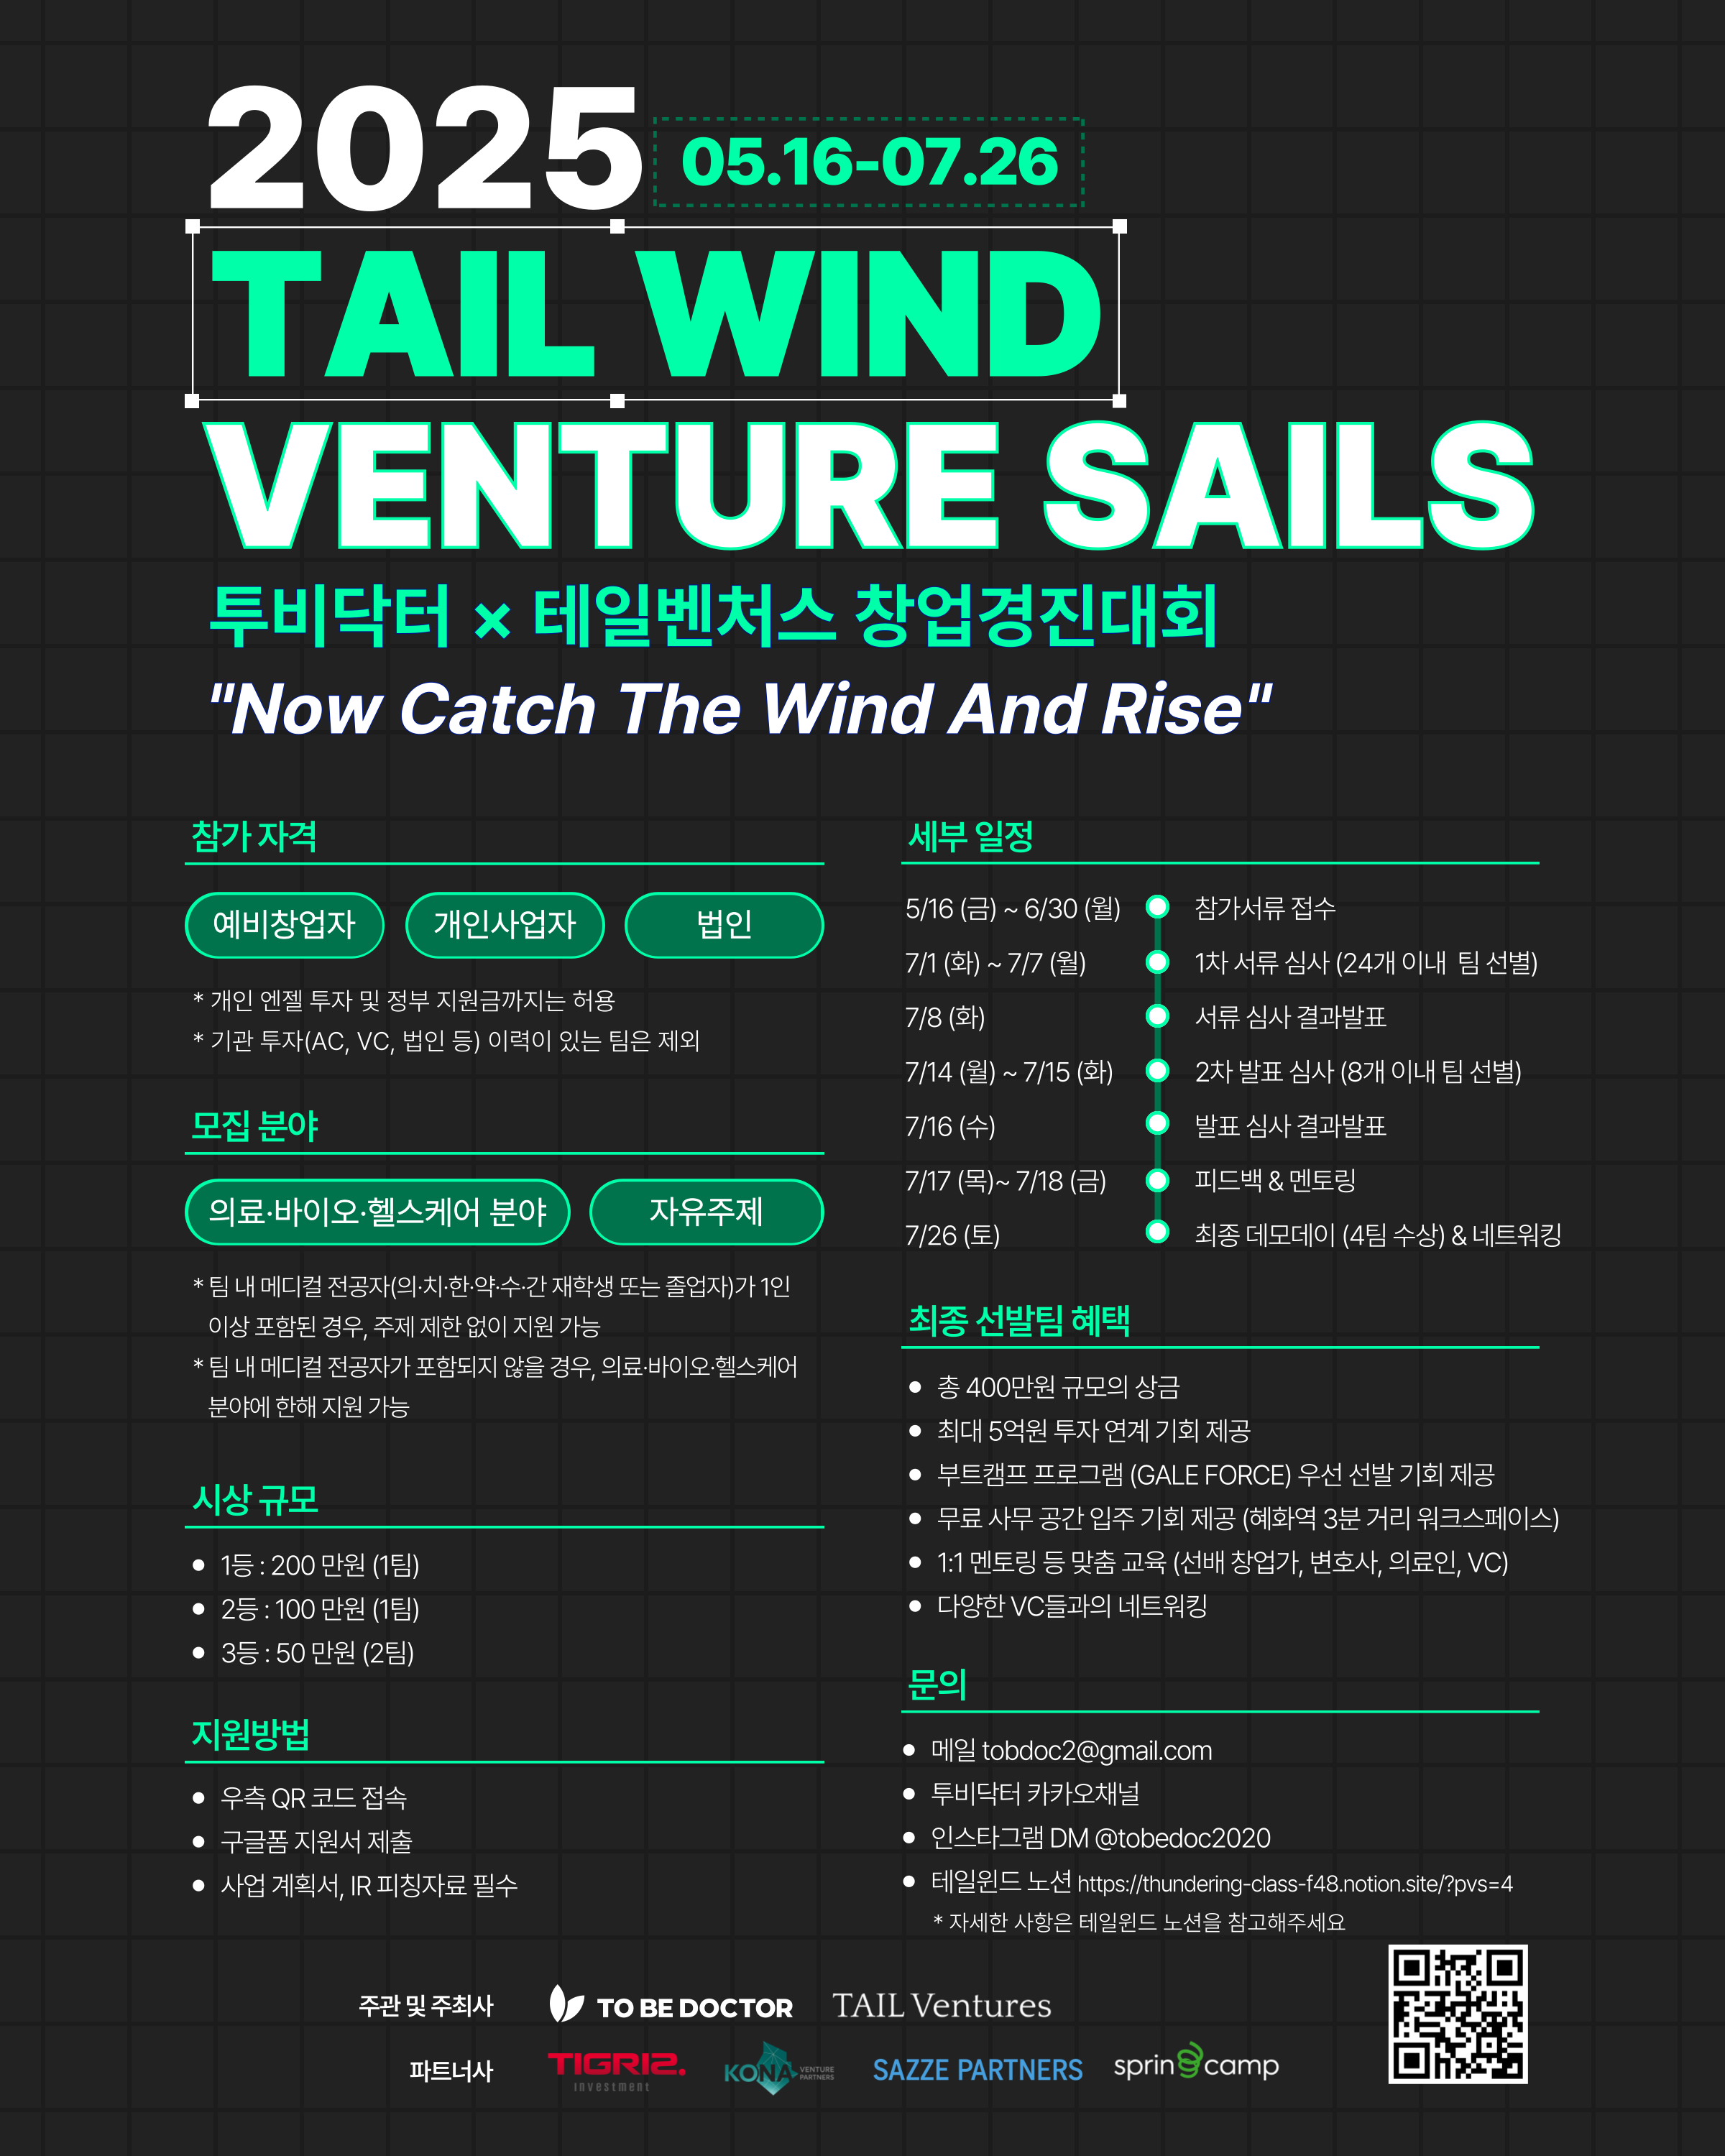 2025
05.16-07.26
TAIL WIND
VENTURE SAILS
투비닥터 × 테일벤처스 창업경진대회
"Now Catch The Wind And Rise"
참가 자격
예비창업자
개인사업자
법인
* 개인 엔젤 투자 및 정부 지원금까지는 허용
* 기관 투자(AC, VC, 법인 등) 이력이 있는 팀은 제외
모집 분야
의료·바이오·헬스케어 분야
자유주제
* 팀 내 메디컬 전공자(의·치·한·약·수·간 재학생 또는 졸업자)가 1인
이상 포함된 경우, 주제 제한 없이 지원 가능
* 팀 내 메디컬 전공자가 포함되지 않을 경우, 의료·바이오·헬스케어
분야에 한해 지원 가능
시상 규모
● 1등 : 200 만원 (1팀)
● 2등 : 100 만원 (1팀)
● 3등 : 50 만원 (2팀)
지원방법
● 우측 QR 코드 접속
● 구글폼 지원서 제출
● 사업 계획서, IR 피칭자료 필수
세부 일정
5/16 (금) ~ 6/30 (월) 참가서류 접수
7/1 (화) ~ 7/7 (월) 1차 서류 심사 (24개 이내 팀 선별)
7/8 (화) 서류 심사 결과발표
7/14 (월) ~ 7/15 (화) 2차 발표 심사 (8개 이내 팀 선별)
7/16 (수) 발표 심사 결과발표
7/17 (목)~ 7/18 (금) 피드백 & 멘토링
7/26 (토) 최종 데모데이 (4팀 수상) & 네트워킹
최종 선발팀 혜택
● 총 400만원 규모의 상금
● 최대 5억원 투자 연계 기회 제공
● 부트캠프 프로그램 (GALE FORCE) 우선 선발 기회 제공
● 무료 사무 공간 입주 기회 제공 (혜화역 3분 거리 워크스페이스)
● 1:1 멘토링 등 맞춤 교육 (선배 창업가, 변호사, 의료인, VC)
● 다양한 VC들과의 네트워킹
문의
● 메일 tobdoc2@gmail.com
● 투비닥터 카카오채널
● 인스타그램 DM @tobedoc2020
● 테일윈드 노션 https://thundering-class-f48.notion.site/?pvs=4
* 자세한 사항은 테일윈드 노션을 참고해주세요
주관 및 주최사
TO BE DOCTOR
TAIL Ventures
파트너사
TIGRIS.
investment
KONA
VENTURE
PARTNERS
SAZZE PARTNERS
springcamp